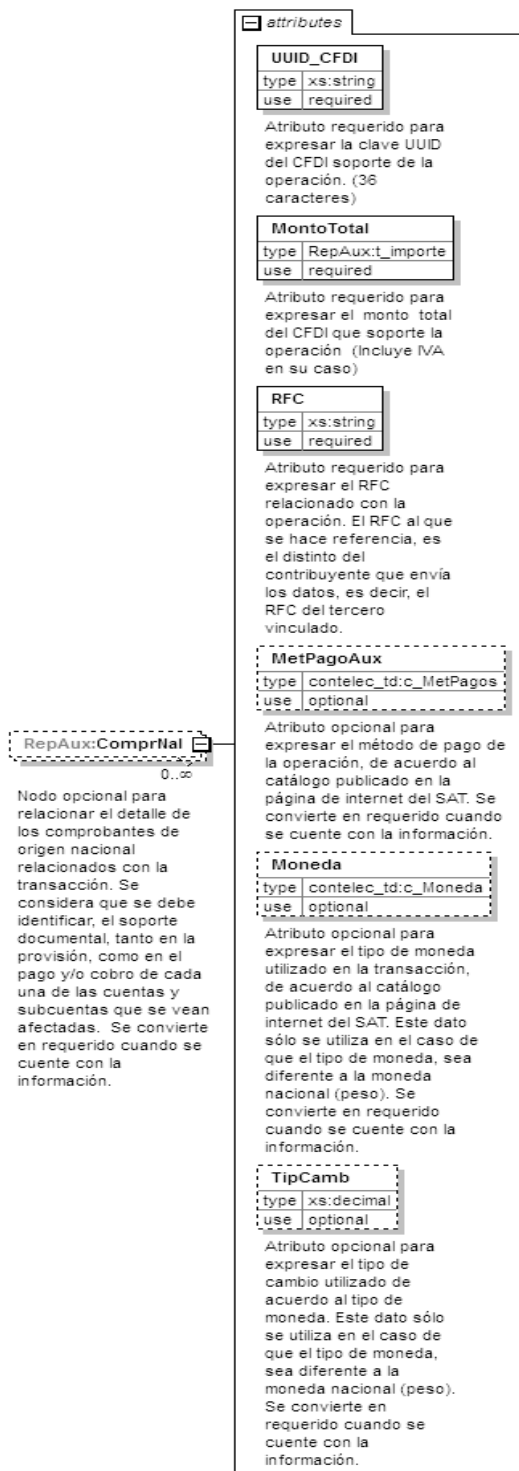 attributes
UUID_CFDI
type xs:string
use required
Atributo requerido para
expresar la clave UUID
del CFDI soporte de la
operación. (36
caracteres)
MontoTotal
type RepAux:t_importe
use required
Atributo requerido para
expresar el monto total
del CFDI que soporte la
operación (Incluye IVA
en su caso)
RFC
type xs:string
use required
Atributo requerido para
expresar el RFC
relacionado con la
operación. El RFC al que
se hace referencia, es
el distinto del
contribuyente que envía
los datos, es decir, el
RFC del tercero
vinculado.
MetPagoAux
type contelec_td:c_MetPagos
use optional
Atributo opcional para
expresar el método de pago de
la operación, de acuerdo al
catálogo publicado en la
página de internet del SAT. Se
convierte en requerido cuando
se cuente con la información.
RepAux:ComprNal
0..∞
Nodo opcional para
relacionar el detalle de
los comprobantes de
origen nacional
relacionados con la
transacción. Se
considera que se debe
identificar, el soporte
documental, tanto en la
provisión, como en el
pago y/o cobro de cada
una de las cuentas y
subcuentas que se vean
afectadas. Se convierte
en requerido cuando se
cuente con la
información.
Moneda
type contelec_td:c_Moneda
use optional
Atributo opcional para
expresar el tipo de moneda
utilizado en la transacción,
de acuerdo al catálogo
publicado en la página de
internet del SAT. Este dato
sólo se utiliza en el caso de
que el tipo de moneda, sea
diferente a la moneda
nacional (peso). Se
convierte en requerido
cuando se cuente con la
información.
TipCamb
type xs:decimal
use optional
Atributo opcional para
expresar el tipo de
cambio utilizado de
acuerdo al tipo de
moneda. Este dato sólo
se utiliza en el caso de
que el tipo de moneda,
sea diferente a la
moneda nacional (peso).
Se convierte en
requerido cuando se
cuente con la
información.